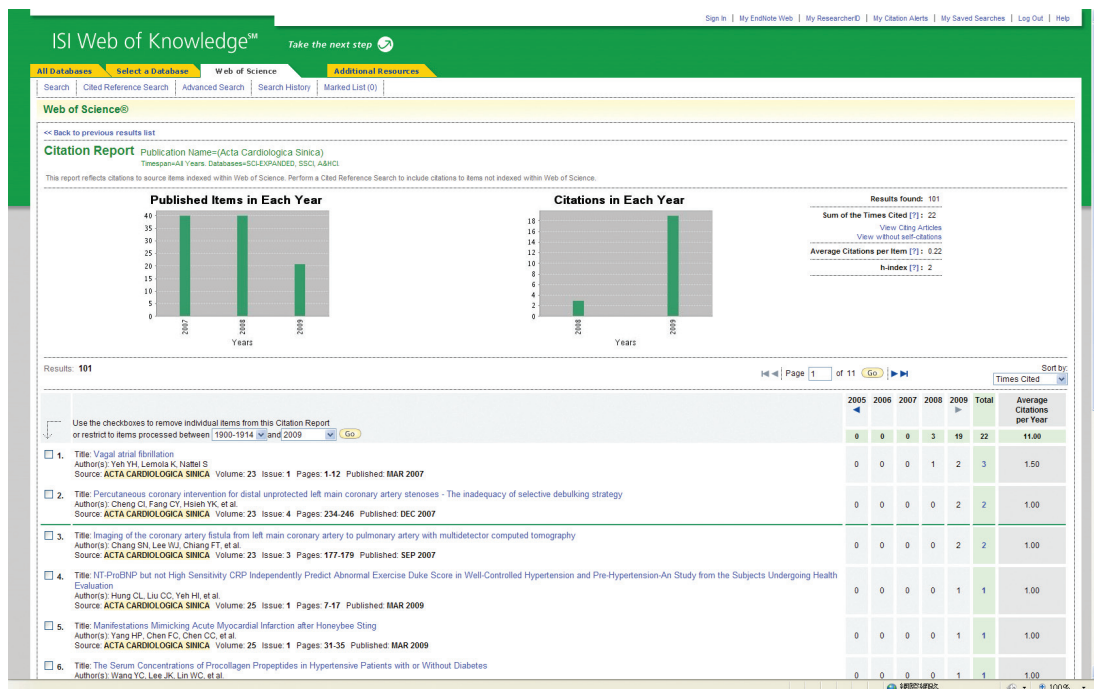 Sign In | My EndNote Web | My ResearcherID | My Citation Alerts | My Saved Searches | Log Out | Help
ISI Web of Knowledge℠ Take the next step
All Databases Select a Database Web of Science Additional Resources
Search Cited Reference Search Advanced Search Search History Marked List (0)
Web of Science®
<< Back to previous results list
Citation Report Publication Name=(Acta Cardiologica Sinica)
Timespan=All Years. Databases=SCI-EXPANDED, SSCI, A&HCI.
This report reflects citations to source items indexed within Web of Science. Perform a Cited Reference Search to include citations to items not indexed within Web of Science.
Published Items in Each Year
40
35
30
25
20
15
10
5
0
2007 2008 2009
Years
Citations in Each Year
18
16
14
12
10
8
6
4
2
0
2008 2009
Years
Results found: 101
Sum of the Times Cited [?] : 22
View Citing Articles
View without self-citations
Average Citations per Item [?] : 0.22
h-index [?] : 2
Results: 101
Page 1 of 11 Go
Sort by:
Times Cited
2005 2006 2007 2008 2009 Total Average Citations per Year
Use the checkboxes to remove individual items from this Citation Report
or restrict to items processed between 1900-1914 and 2009 Go
0 0 0 3 19 22 11.00
1. Title: Vagal atrial fibrillation
Author(s): Yeh YH, Lemola K, Nattel S
Source: ACTA CARDIOLOGICA SINICA Volume: 23 Issue: 1 Pages: 1-12 Published: MAR 2007
0 0 0 1 2 3 1.50
2. Title: Percutaneous coronary intervention for distal unprotected left main coronary artery stenoses - The inadequacy of selective debulking strategy
Author(s): Cheng CI, Fang CY, Hsieh YK, et al.
Source: ACTA CARDIOLOGICA SINICA Volume: 23 Issue: 4 Pages: 234-246 Published: DEC 2007
0 0 0 0 2 2 1.00
3. Title: Imaging of the coronary artery fistula from left main coronary artery to pulmonary artery with multidetector computed tomography
Author(s): Chang SN, Lee WJ, Chiang FT, et al.
Source: ACTA CARDIOLOGICA SINICA Volume: 23 Issue: 3 Pages: 177-179 Published: SEP 2007
0 0 0 0 2 2 1.00
4. Title: NT-ProBNP but not High Sensitivity CRP Independently Predict Abnormal Exercise Duke Score in Well-Controlled Hypertension and Pre-Hypertension-An Study from the Subjects Undergoing Health
Evaluation
Author(s): Hung CL, Liu CC, Yeh HI, et al.
Source: ACTA CARDIOLOGICA SINICA Volume: 25 Issue: 1 Pages: 7-17 Published: MAR 2009
0 0 0 0 1 1 1.00
5. Title: Manifestations Mimicking Acute Myocardial Infarction after Honeybee Sting
Author(s): Yang HP, Chen FC, Chen CC, et al.
Source: ACTA CARDIOLOGICA SINICA Volume: 25 Issue: 1 Pages: 31-35 Published: MAR 2009
0 0 0 0 1 1 1.00
6. Title: The Serum Concentrations of Procollagen Propeptides in Hypertensive Patients with or Without Diabetes
Author(s): Wang YC, Lee JK, Lin WC, et al.
0 0 0 0 1 1 1.00
100%